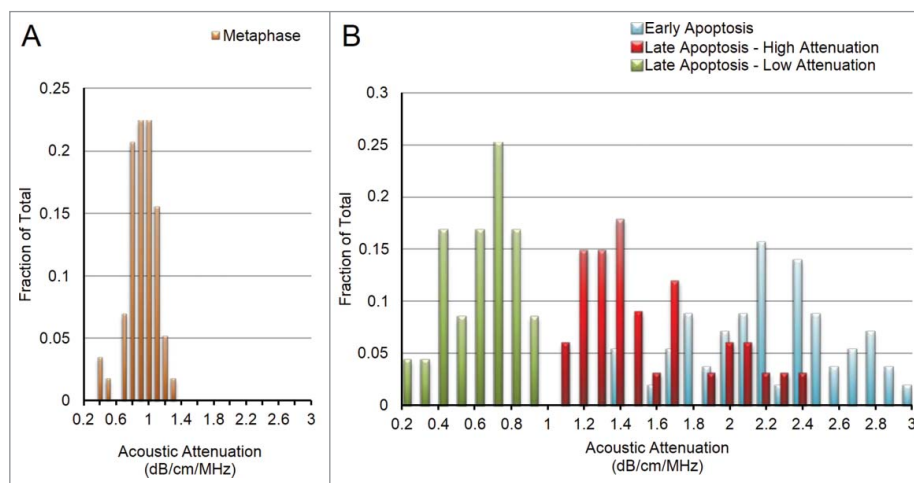 A
Metaphase
0.25
0.2
0.15
0.1
0.05
0
Fraction of Total
0.2 0.6 1 1.4 1.8 2.2 2.6 3
Acoustic Attenuation
(dB/cm/MHz)
B
Early Apoptosis
Late Apoptosis - High Attenuation
Late Apoptosis - Low Attenuation
0.3
0.25
0.2
0.15
0.1
0.05
0
Fraction of Total
0.2 0.4 0.6 0.8 1 1.2 1.4 1.6 1.8 2 2.2 2.4 2.6 2.8 3
Acoustic Attenuation
(dB/cm/MHz)